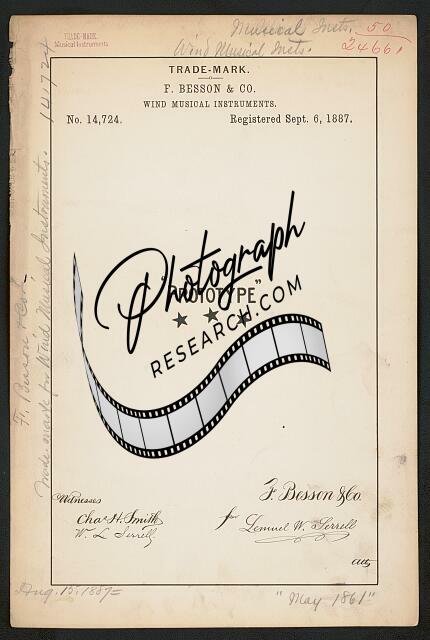 Musical Insts. 50
TRADE-MARK.
Musical Instruments
Wind Musical Insts. 2466
TRADE-MARK.
F. BESSON & CO.
WIND MUSICAL INSTRUMENTS.
No. 14,724. Registered Sept. 6, 1887.
14,724
F. Besson & Co's
Trade-mark for Wind Musical Instruments.
Photograph
"PROTOTYPE"
RESEARCH.COM
Witnesses
Chas H. Smith
W. L. Serrell
F. Besson & Co.
for Lemuel W. Serrell
Atty
Aug. 15, 1887=
"May 1861"